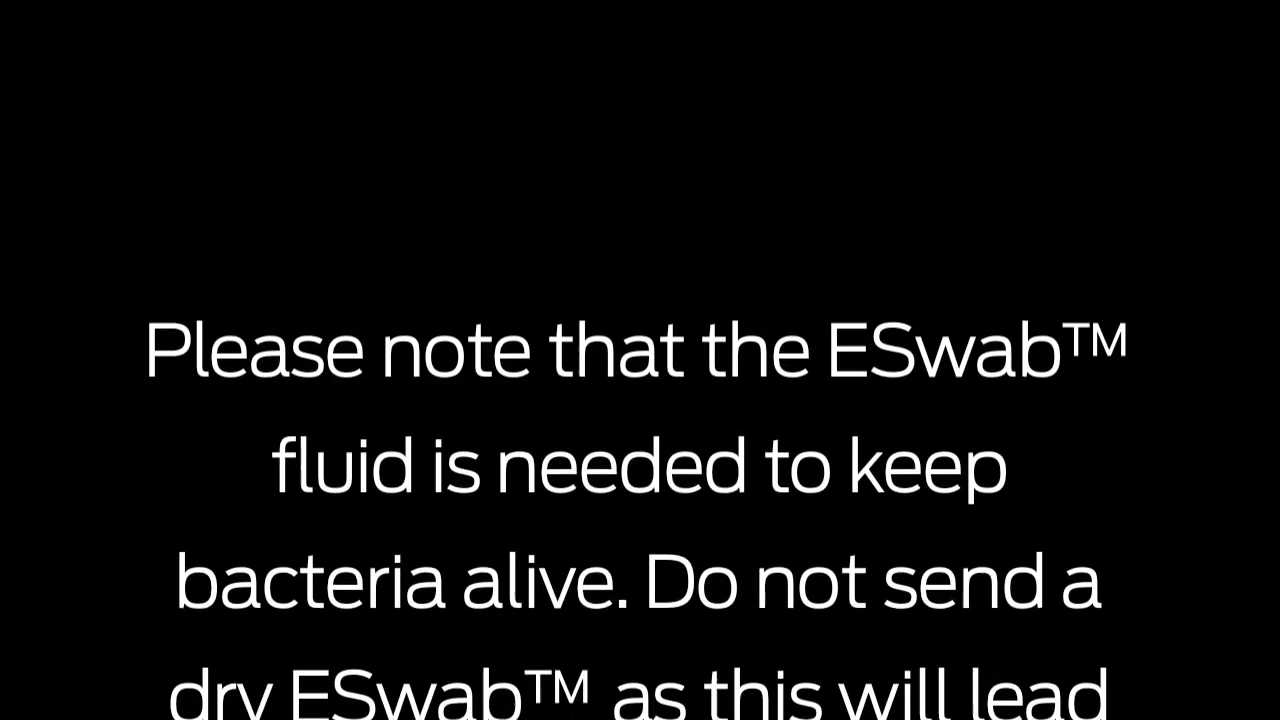 Please note that the ESwab™
fluid is needed to keep
bacteria alive. Do not send a
dry ESwab™ as this will lead